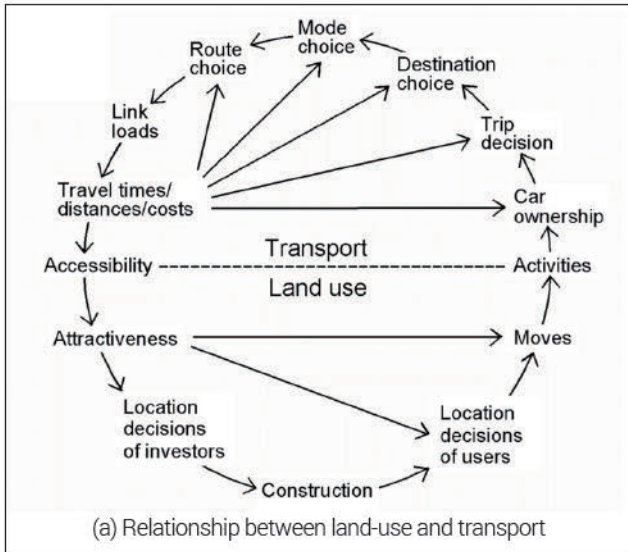 Mode
choice
Route
choice
Destination
choice
Link
loads
Trip
decision
Travel times/
distances/costs
Car
ownership
Transport
Accessibility
Activities
Land use
Attractiveness
Moves
Location
decisions
of investors
Location
decisions
of users
Construction
(a) Relationship between land-use and transport